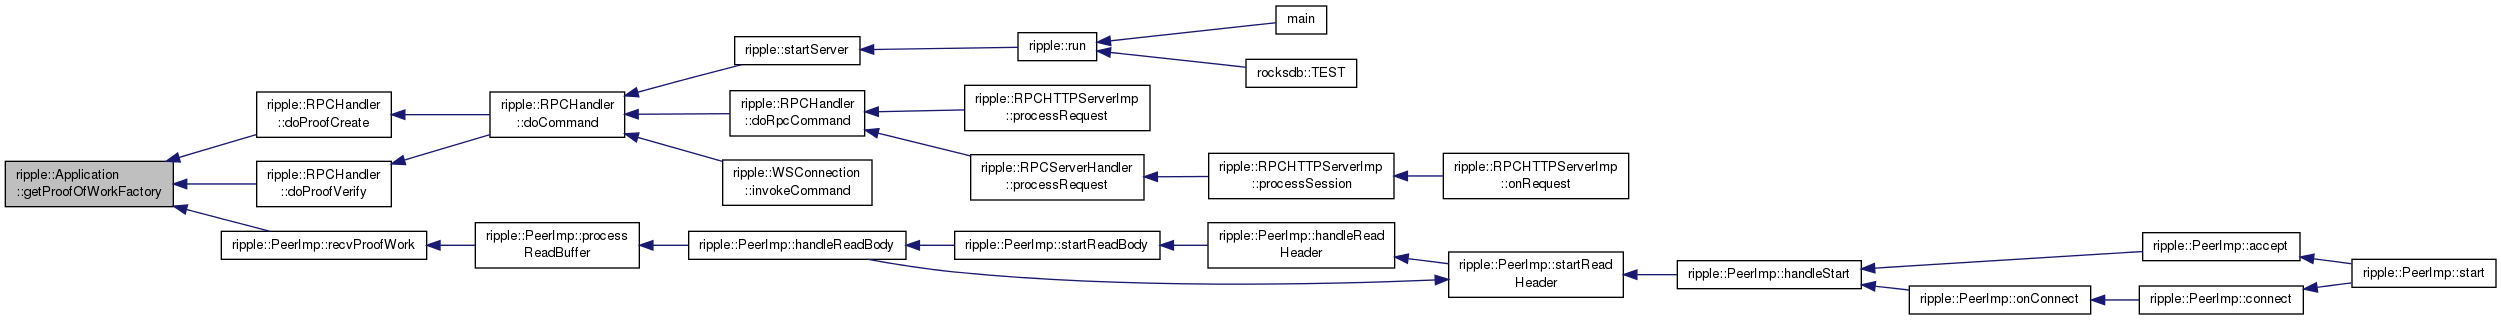 main
ripple::startServer
ripple::run
rocksdb::TEST
ripple::RPCHandler
::doProofCreate
ripple::RPCHandler
::doCommand
ripple::RPCHandler
::doRpcCommand
ripple::RPCHTTPServerImp
::processRequest
ripple::Application
::getProofOfWorkFactory
ripple::RPCHandler
::doProofVerify
ripple::WSConnection
::invokeCommand
ripple::RPCServerHandler
::processRequest
ripple::RPCHTTPServerImp
::processSession
ripple::RPCHTTPServerImp
::onRequest
ripple::PeerImp::recvProofWork
ripple::PeerImp::process
ReadBuffer
ripple::PeerImp::handleReadBody
ripple::PeerImp::startReadBody
ripple::PeerImp::handleRead
Header
ripple::PeerImp::startRead
Header
ripple::PeerImp::handleStart
ripple::PeerImp::accept
ripple::PeerImp::onConnect
ripple::PeerImp::connect
ripple::PeerImp::start